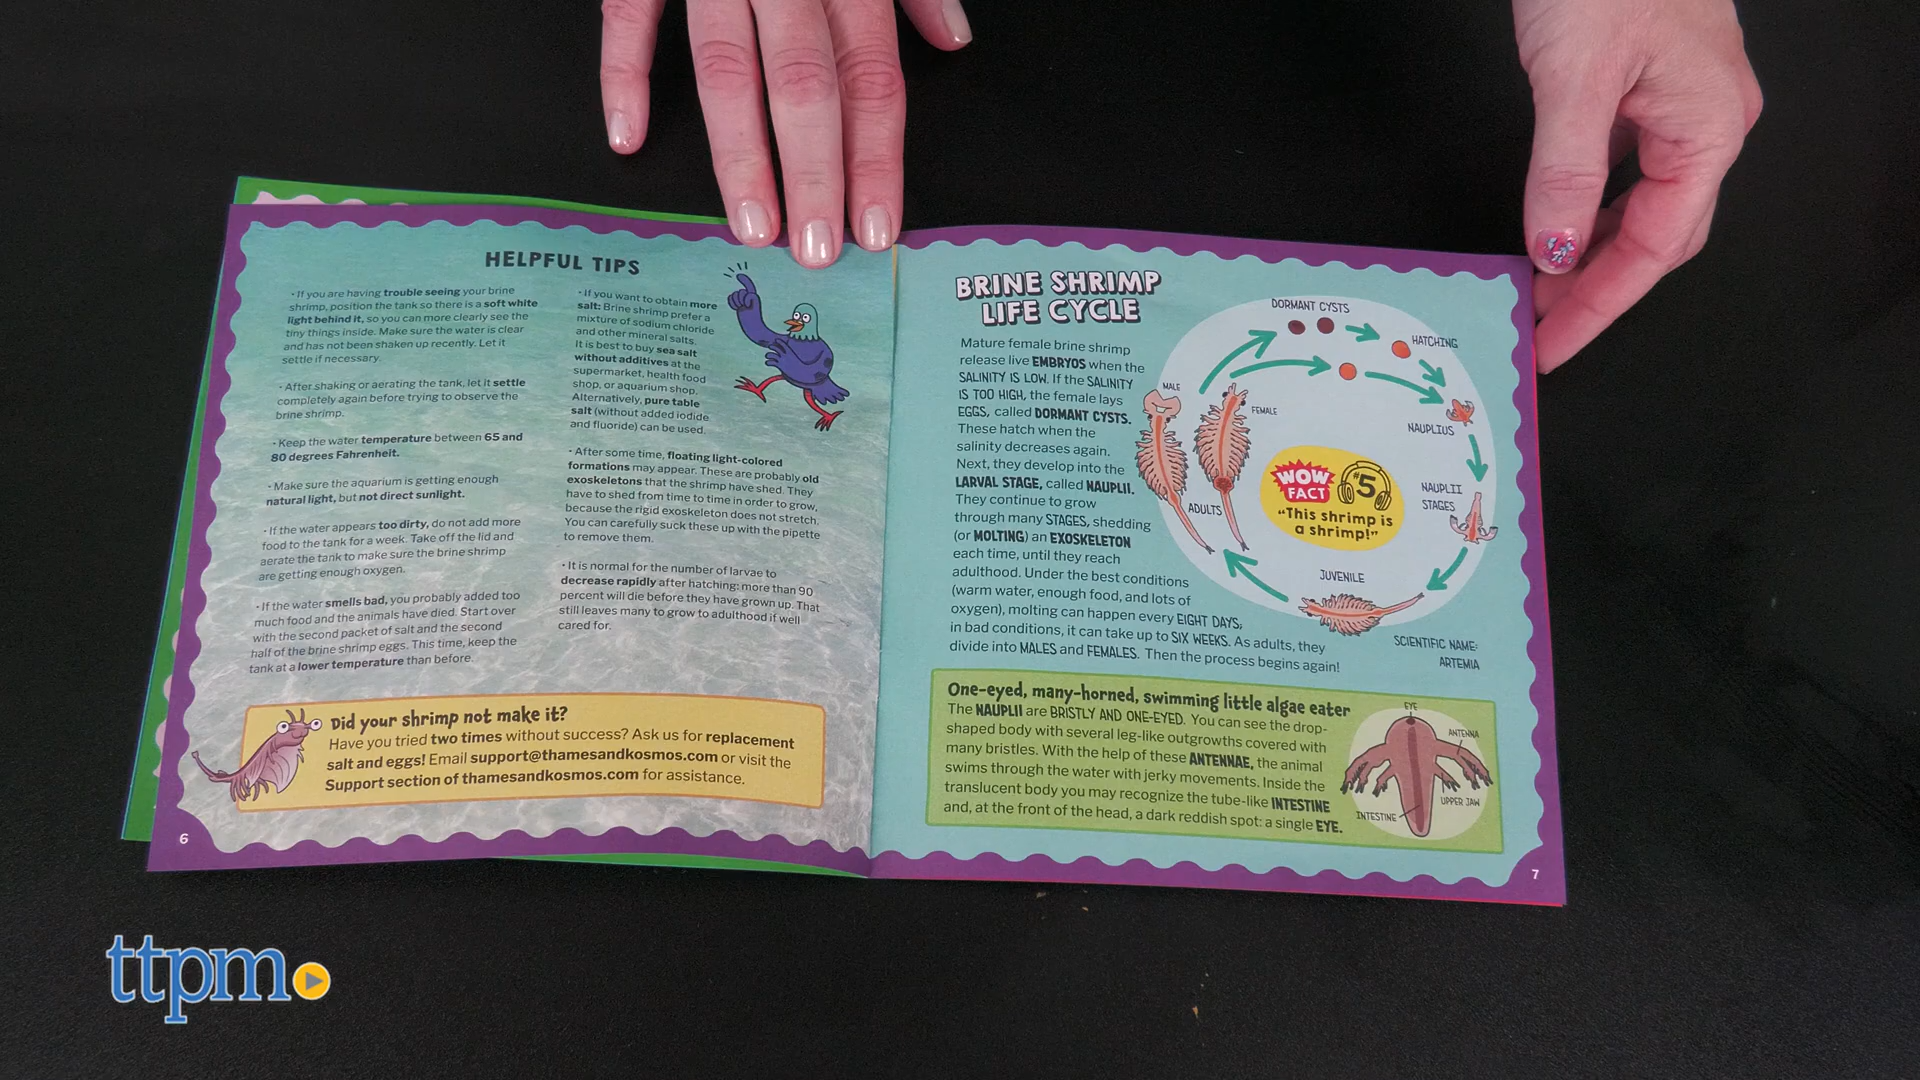 HELPFUL TIPS
• If you are having trouble seeing your brine
shrimp, position the tank so there is a soft white
light behind it, so you can more clearly see the
tiny things inside. Make sure the water is clear
and has not been shaken up recently. Let it
settle if necessary.
• After shaking or aerating the tank, let it settle
completely again before trying to observe the
brine shrimp.
• Keep the water temperature between 65 and
80 degrees Fahrenheit.
• Make sure the aquarium is getting enough
natural light, but not direct sunlight.
• If the water appears too dirty, do not add more
food to the tank for a week. Take off the lid and
aerate the tank to make sure the brine shrimp
are getting enough oxygen.
• If the water smells bad, you probably added too
much food and the animals have died. Start over
with the second packet of salt and the second
half of the brine shrimp eggs. This time, keep the
tank at a lower temperature than before.
• If you want to obtain more
salt: Brine shrimp prefer a
mixture of sodium chloride
and other mineral salts.
It is best to buy sea salt
without additives at the
supermarket, health food
shop, or aquarium shop.
Alternatively, pure table
salt (without added iodide
and fluoride) can be used.
• After some time, floating light-colored
formations may appear. These are probably old
exoskeletons that the shrimp have shed. They
have to shed from time to time in order to grow,
because the rigid exoskeleton does not stretch.
You can carefully suck these up with the pipette
to remove them.
• It is normal for the number of larvae to
decrease rapidly after hatching: more than 90
percent will die before they have grown up. That
still leaves many to grow to adulthood if well
cared for.
Did your shrimp not make it?
Have you tried two times without success? Ask us for replacement
salt and eggs! Email support@thamesandkosmos.com or visit the
Support section of thamesandkosmos.com for assistance.
6
BRINE SHRIMP
LIFE CYCLE
Mature female brine shrimp
release live EMBRYOS when the
SALINITY IS LOW. If the SALINITY
IS TOO HIGH, the female lays
EGGS, called DORMANT CYSTS.
These hatch when the
salinity decreases again.
Next, they develop into the
LARVAL STAGE, called NAUPLII.
They continue to grow
through many STAGES, shedding
(or MOLTING) an EXOSKELETON
each time, until they reach
adulthood. Under the best conditions
(warm water, enough food, and lots of
oxygen), molting can happen every EIGHT DAYS;
in bad conditions, it can take up to SIX WEEKS. As adults, they
divide into MALES and FEMALES. Then the process begins again!
DORMANT CYSTS
HATCHING
MALE
FEMALE
NAUPLIUS
NAUPLII
STAGES
ADULTS
JUVENILE
WOW
FACT
#5
"This shrimp is
a shrimp!"
SCIENTIFIC NAME:
ARTEMIA
One-eyed, many-horned, swimming little algae eater
The NAUPLII are BRISTLY AND ONE-EYED. You can see the drop-
shaped body with several leg-like outgrowths covered with
many bristles. With the help of these ANTENNAE, the animal
swims through the water with jerky movements. Inside the
translucent body you may recognize the tube-like INTESTINE
and, at the front of the head, a dark reddish spot: a single EYE.
EYE
ANTENNA
UPPER JAW
INTESTINE
7
ttpm